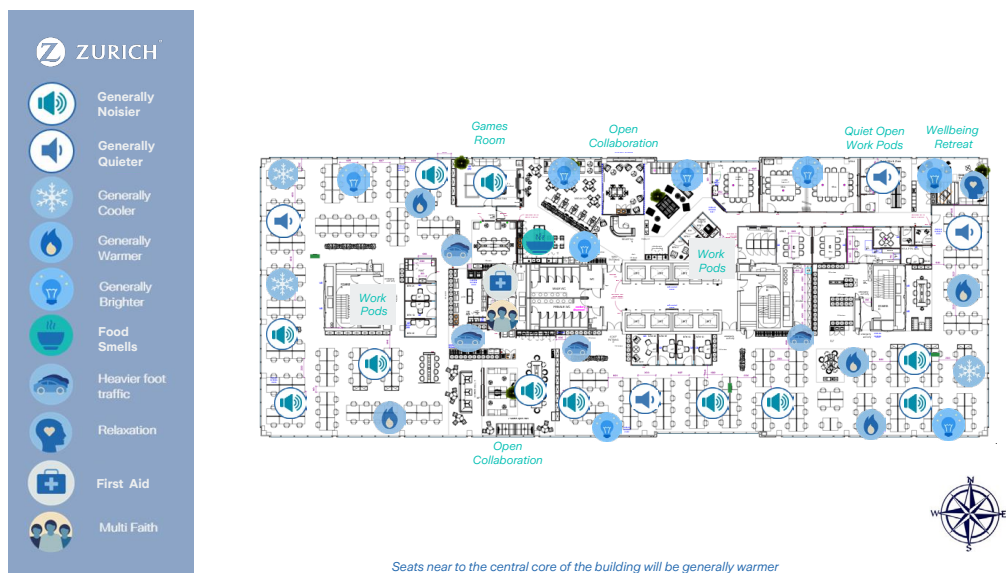 ZURICH
Generally
Noisier
Generally
Quieter
Generally
Cooler
Generally
Warmer
Generally
Brighter
Food
Smells
Heavier foot
traffic
Relaxation
First Aid
Multi Faith
Games
Room
Open
Collaboration
Quiet Open
Work Pods
Wellbeing
Retreat
Work
Pods
Work
Pods
Open
Collaboration
N
W
E
S
Seats near to the central core of the building will be generally warmer